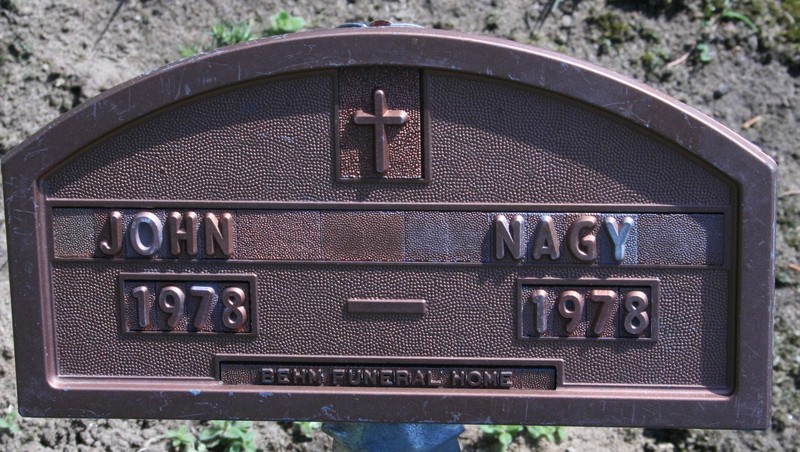 JOHN NAGY
1978 — 1978
BEHM FUNERAL HOME